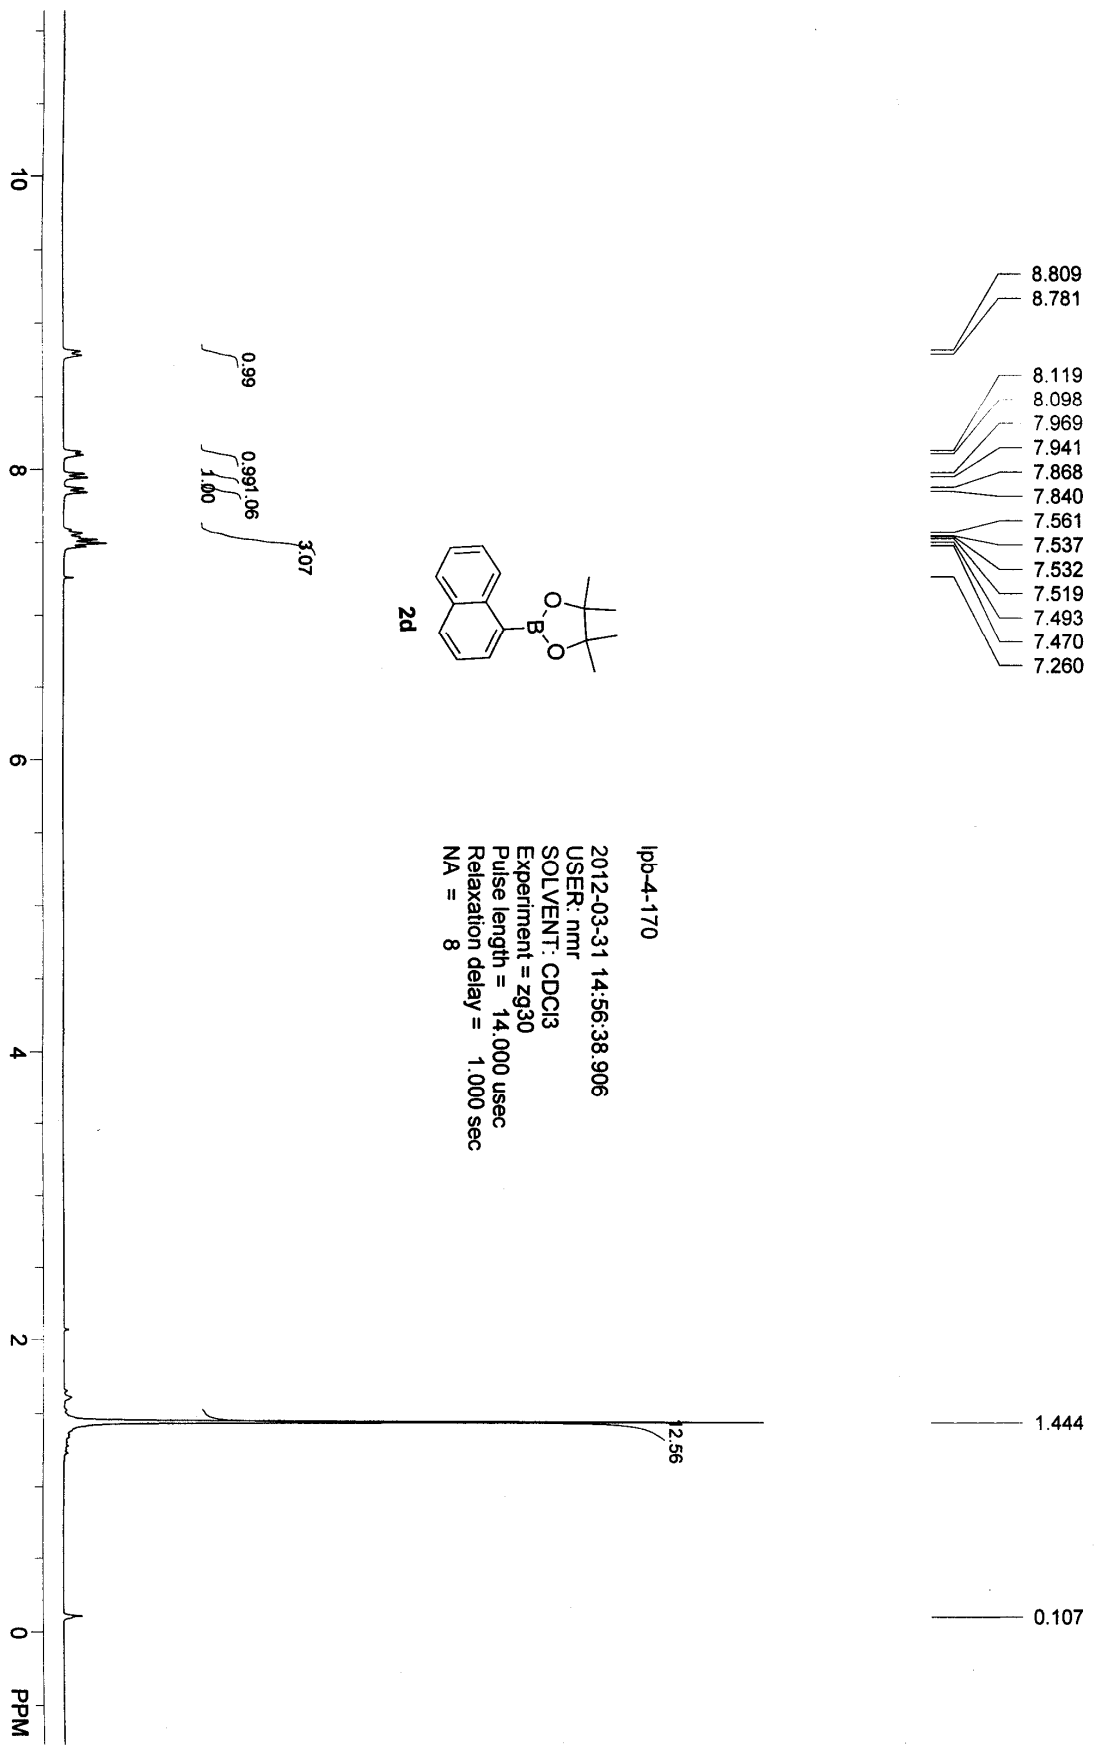 8.809
8.781
8.119
8.098
7.969
7.941
7.868
7.840
7.561
7.537
7.532
7.519
7.493
7.470
7.260
1.444
0.107
lpb-4-170
2012-03-31 14:56:38.906
USER: nmr
SOLVENT: CDCl3
Experiment = zg30
Pulse length = 14.000 usec
Relaxation delay = 1.000 sec
NA = 8
O
B
O
2d
0.99
0.99
1.00
1.06
3.07
12.56
10
8
6
4
2
0
PPM